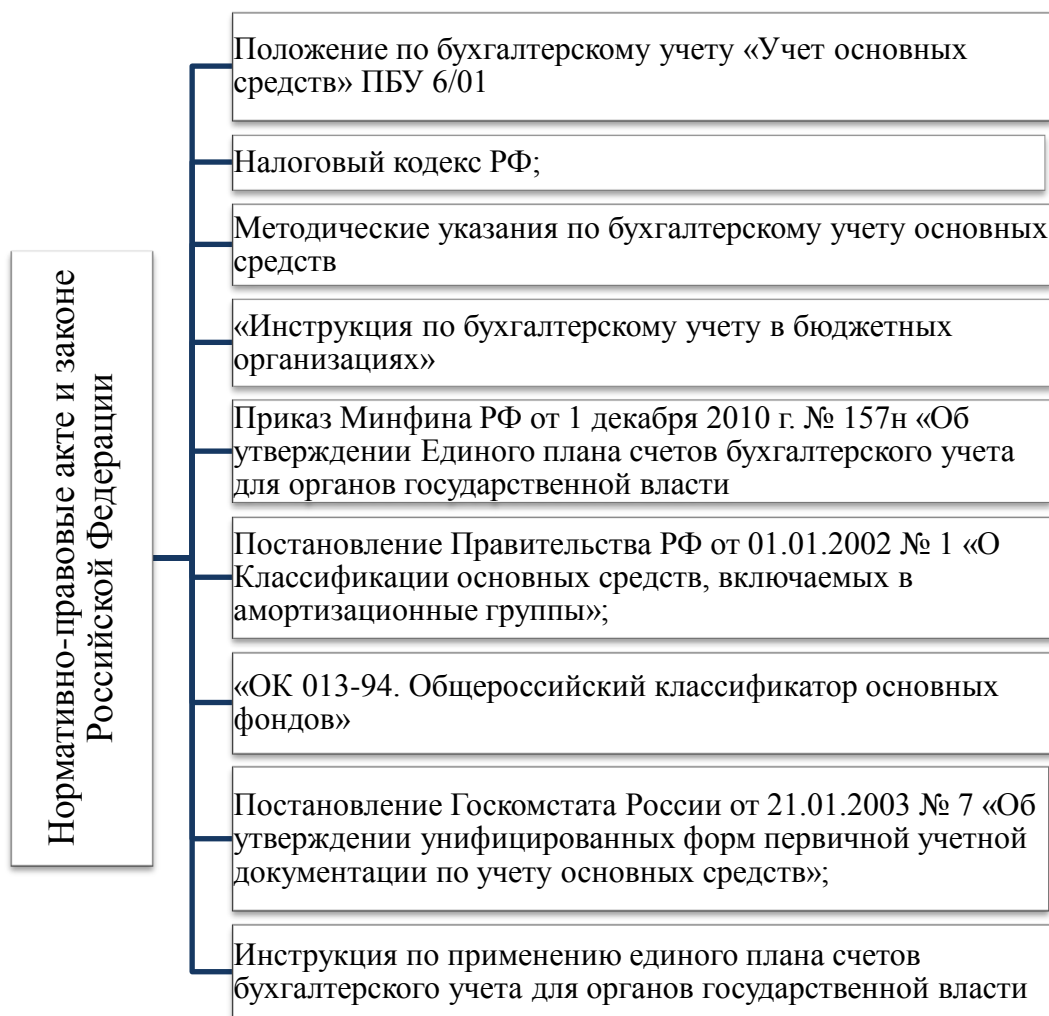 Нормативно-правовые акте и законе
Российской Федерации
Положение по бухгалтерскому учету «Учет основных
средств» ПБУ 6/01
Налоговый кодекс РФ;
Методические указания по бухгалтерскому учету основных
средств
«Инструкция по бухгалтерскому учету в бюджетных
организациях»
Приказ Минфина РФ от 1 декабря 2010 г. № 157н «Об
утверждении Единого плана счетов бухгалтерского учета
для органов государственной власти
Постановление Правительства РФ от 01.01.2002 № 1 «О
Классификации основных средств, включаемых в
амортизационные группы»;
«ОК 013-94. Общероссийский классификатор основных
фондов»
Постановление Госкомстата России от 21.01.2003 № 7 «Об
утверждении унифицированных форм первичной учетной
документации по учету основных средств»;
Инструкция по применению единого плана счетов
бухгалтерского учета для органов государственной власти